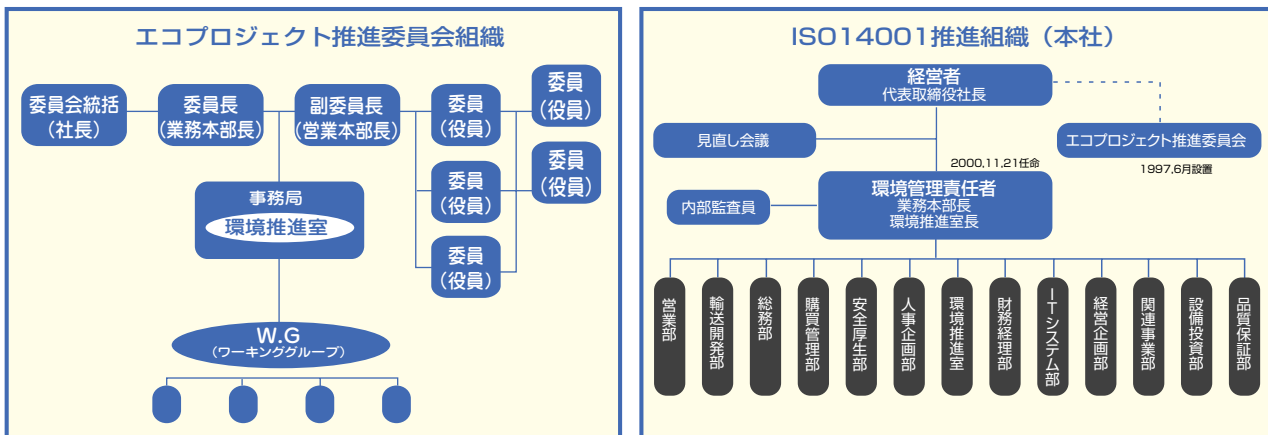 エコプロジェクト推進委員会組織
委員会統括
(社長)
委員長
(業務本部長)
副委員長
(営業本部長)
委員
(役員)
委員
(役員)
委員
(役員)
委員
(役員)
委員
(役員)
事務局
環境推進室
W.G
(ワーキンググループ)
ISO14001推進組織（本社）
経営者
代表取締役社長
見直し会議
エコプロジェクト推進委員会
1997,6月設置
2000,11,21任命
環境管理責任者
業務本部長
環境推進室長
内部監査員
営業部
輸送開発部
総務部
購買管理部
安全厚生部
人事企画部
環境推進室
財務経理部
ITシステム部
経営企画部
関連事業部
設備投資部
品質保証部